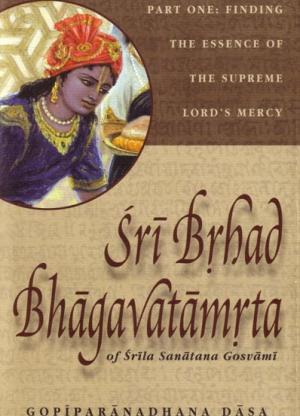 PART ONE: FINDING
THE ESSENCE OF
THE SUPREME
LORD'S MERCY
Śrī Bṛhad
Bhāgavatāmṛta
of Śrīla Sanātana Gosvāmī
GOPĪPARĀṆADHANA DĀSA